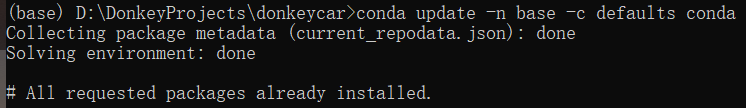 (base) D:\DonkeyProjects\donkeycar>conda update -n base -c defaults conda
Collecting package metadata (current_repodata.json): done
Solving environment: done
# All requested packages already installed.